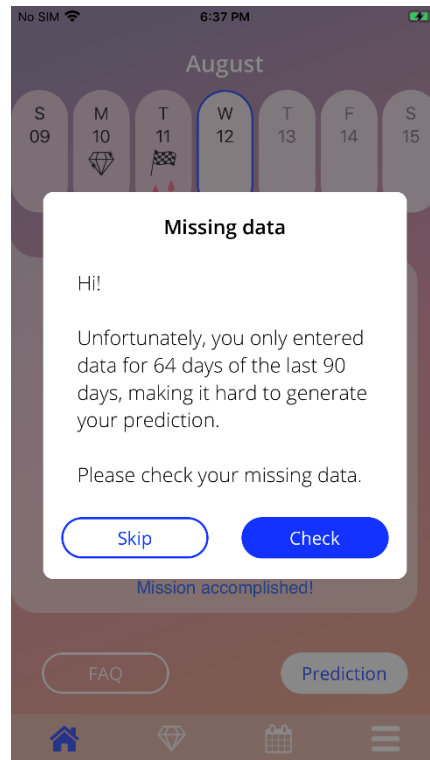 No SIM 6:37 PM
August
S M T W T F S
09 10 11 12 13 14 15
Missing data
Hi!
Unfortunately, you only entered
data for 64 days of the last 90
days, making it hard to generate
your prediction.
Please check your missing data.
Skip Check
Mission accomplished!
FAQ Prediction